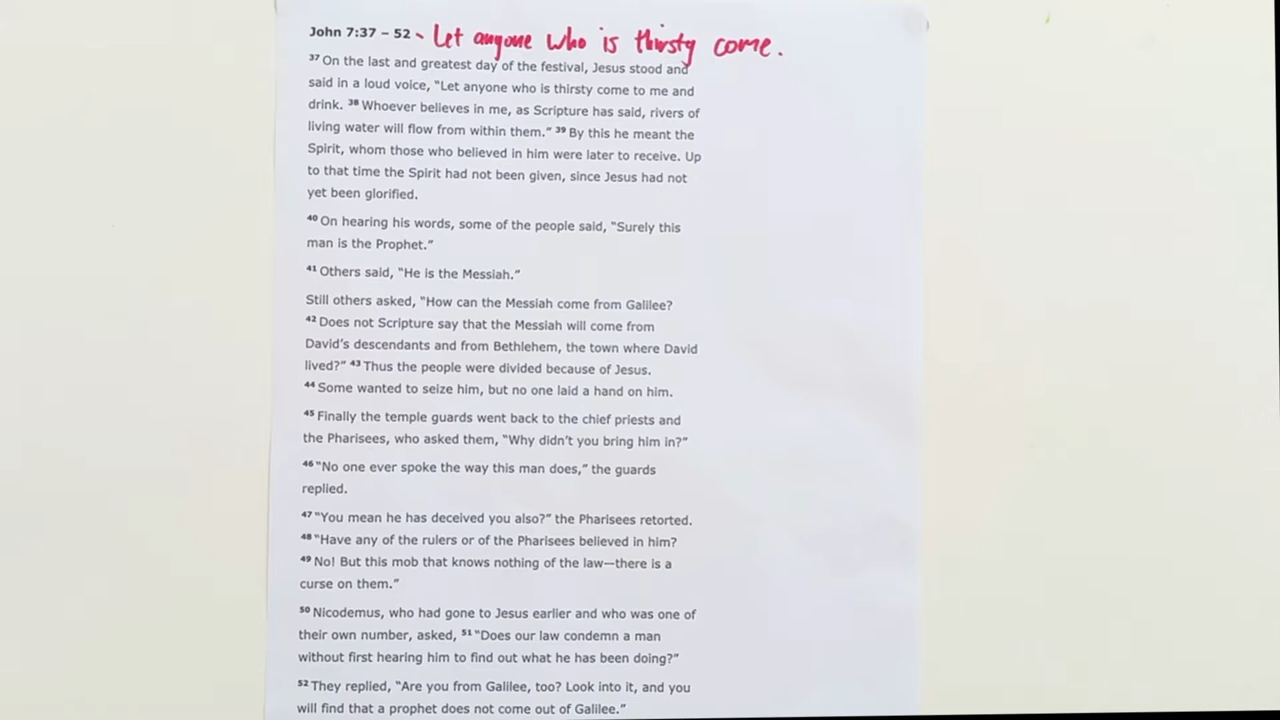 John 7:37 – 52 - Let anyone who is thirsty come.
37 On the last and greatest day of the festival, Jesus stood and
said in a loud voice, “Let anyone who is thirsty come to me and
drink. 38 Whoever believes in me, as Scripture has said, rivers of
living water will flow from within them.” 39 By this he meant the
Spirit, whom those who believed in him were later to receive. Up
to that time the Spirit had not been given, since Jesus had not
yet been glorified.
40 On hearing his words, some of the people said, “Surely this
man is the Prophet.”
41 Others said, “He is the Messiah.”
Still others asked, “How can the Messiah come from Galilee?
42 Does not Scripture say that the Messiah will come from
David’s descendants and from Bethlehem, the town where David
lived?” 43 Thus the people were divided because of Jesus.
44 Some wanted to seize him, but no one laid a hand on him.
45 Finally the temple guards went back to the chief priests and
the Pharisees, who asked them, “Why didn’t you bring him in?”
46 “No one ever spoke the way this man does,” the guards
replied.
47 “You mean he has deceived you also?” the Pharisees retorted.
48 “Have any of the rulers or of the Pharisees believed in him?
49 No! But this mob that knows nothing of the law—there is a
curse on them.”
50 Nicodemus, who had gone to Jesus earlier and who was one of
their own number, asked, 51 “Does our law condemn a man
without first hearing him to find out what he has been doing?”
52 They replied, “Are you from Galilee, too? Look into it, and you
will find that a prophet does not come out of Galilee.”